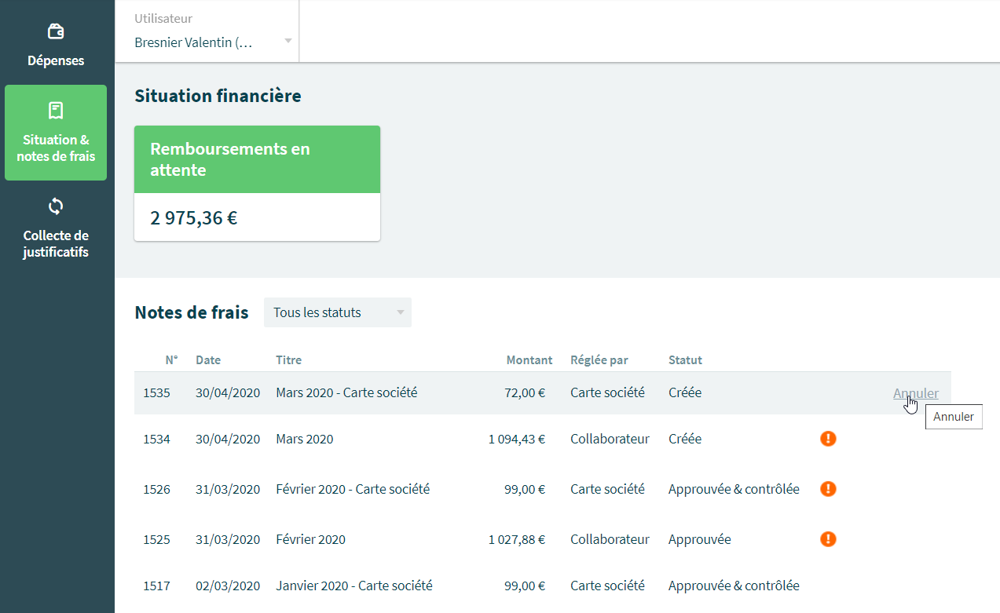 Dépenses
Situation &
notes de frais
Collecte de
justificatifs
Utilisateur
Bresnier Valentin (...
Situation financière
Remboursements en
attente
2 975,36 €
Notes de frais Tous les statuts
N° Date Titre Montant Réglée par Statut
1535 30/04/2020 Mars 2020 - Carte société 72,00 € Carte société Créée Annuler
Annuler
1534 30/04/2020 Mars 2020 1 094,43 € Collaborateur Créée
1526 31/03/2020 Février 2020 - Carte société 99,00 € Carte société Approuvée & contrôlée
1525 31/03/2020 Février 2020 1 027,88 € Collaborateur Approuvée
1517 02/03/2020 Janvier 2020 - Carte société 99,00 € Carte société Approuvée & contrôlée